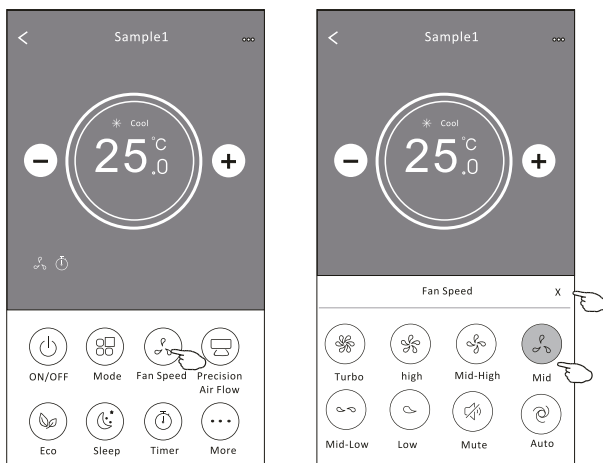 Sample1
Cool
25.0°C
ON/OFF Mode Fan Speed Precision
Air Flow
Eco Sleep Timer More
Sample1
Cool
25.0°C
Fan Speed X
Turbo high Mid-High Mid
Mid-Low Low Mute Auto